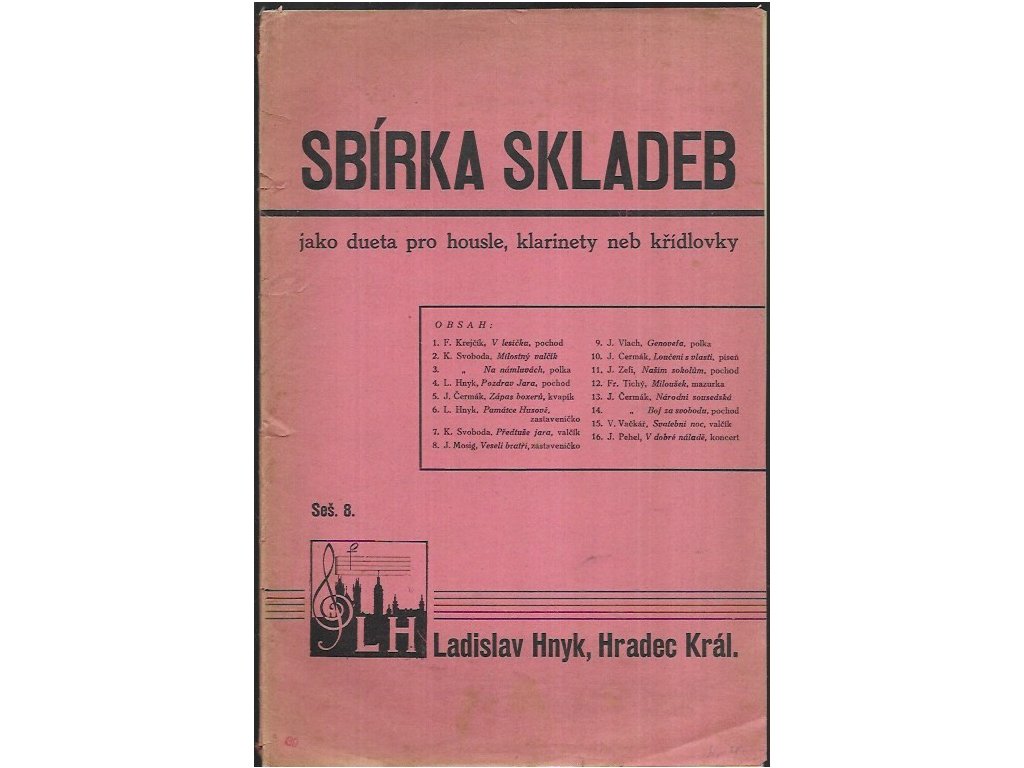 SBÍRKA SKLADEB
jako dueta pro housle, klarinety neb křídlovky
OBSAH:
1. F. Krejčík, V lesíčka, pochod
2. K. Svoboda, Milostný valčík
3. „ Na námluvách, polka
4. L. Hnyk, Pozdrav Jara, pochod
5. J. Čermák, Zápas boxerů, kvapík
6. L. Hnyk, Památce Husově,
zastaveníčko
7. K. Svoboda, Předtuše jara, valčík
8. J. Mosig, Veselí bratři, zástaveníčko
9. J. Vlach, Genovefa, polka
10. J. Čermák, Loučení s vlastí, píseň
11. J. Zefi, Našim sokolům, pochod
12. Fr. Tichý, Miloušek, mazurka
13. J. Čermák, Národní sousedská
14. „ Boj za svobodu, pochod
15. V. Vačkář, Svatební noc, valčík
16. J. Pehel, V dobré náladě, koncert
Seš. 8.
LH
Ladislav Hnyk, Hradec Král.